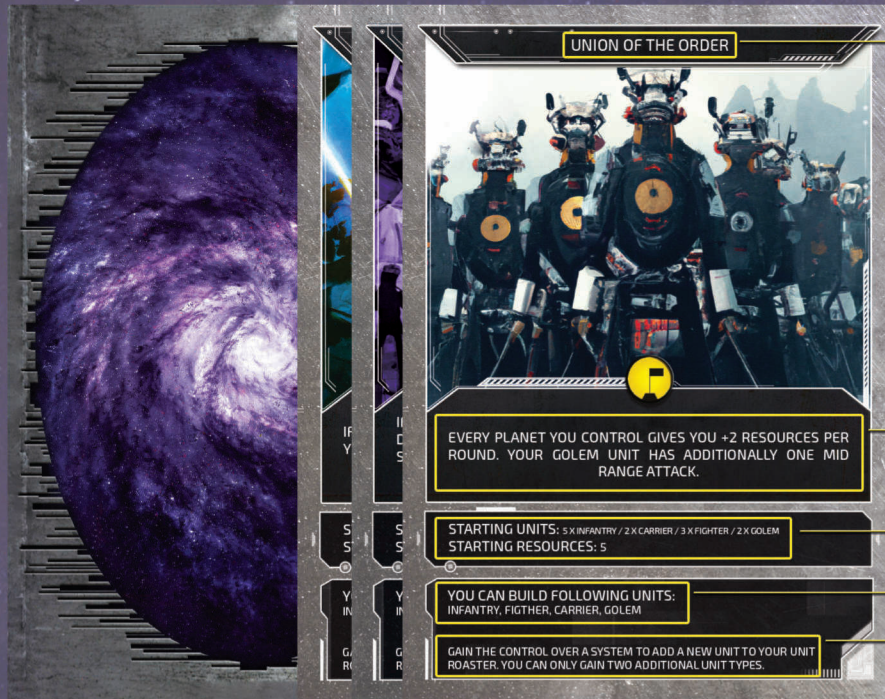 UNION OF THE ORDER
EVERY PLANET YOU CONTROL GIVES YOU +2 RESOURCES PER
ROUND. YOUR GOLEM UNIT HAS ADDITIONALLY ONE MID
RANGE ATTACK.
STARTING UNITS: 5 X INFANTRY / 2 X CARRIER / 3 X FIGHTER / 2 X GOLEM
STARTING RESOURCES: 5
YOU CAN BUILD FOLLOWING UNITS:
INFANTRY, FIGTHER, CARRIER, GOLEM
GAIN THE CONTROL OVER A SYSTEM TO ADD A NEW UNIT TO YOUR UNIT
ROASTER. YOU CAN ONLY GAIN TWO ADDITIONAL UNIT TYPES.